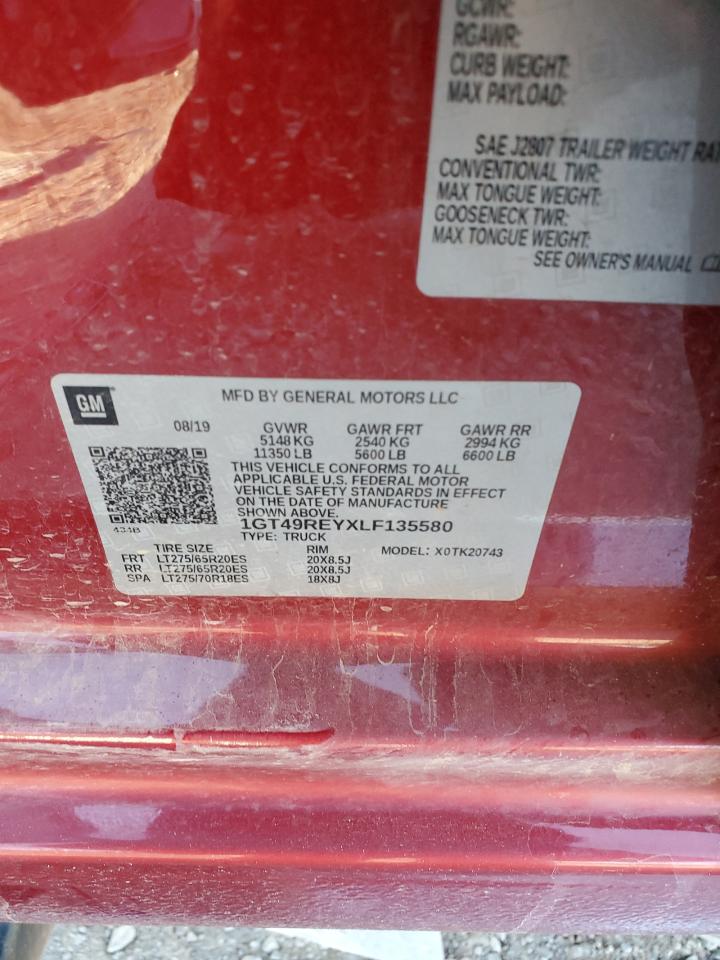 GCWR:
RGAWR:
CURB WEIGHT:
MAX PAYLOAD:
SAE J2807 TRAILER WEIGHT
CONVENTIONAL TWR:
MAX TONGUE WEIGHT:
GOOSENECK TWR:
MAX TONGUE WEIGHT:
SEE OWNER'S MANUAL
GM
MFD BY GENERAL MOTORS LLC
08/19 GVWR GAWR FRT GAWR RR
5148 KG 2540 KG 2994 KG
11350 LB 5600 LB 6600 LB
THIS VEHICLE CONFORMS TO ALL
APPLICABLE U.S. FEDERAL MOTOR
VEHICLE SAFETY STANDARDS IN EFFECT
ON THE DATE OF MANUFACTURE
SHOWN ABOVE.
434B 1GT49REYXLF135580
TYPE: TRUCK
TIRE SIZE RIM MODEL: X0TK20743
FRT LT275/65R20ES 20X8.5J
RR LT275/65R20ES 20X8.5J
SPA LT275/70R18ES 18X8J